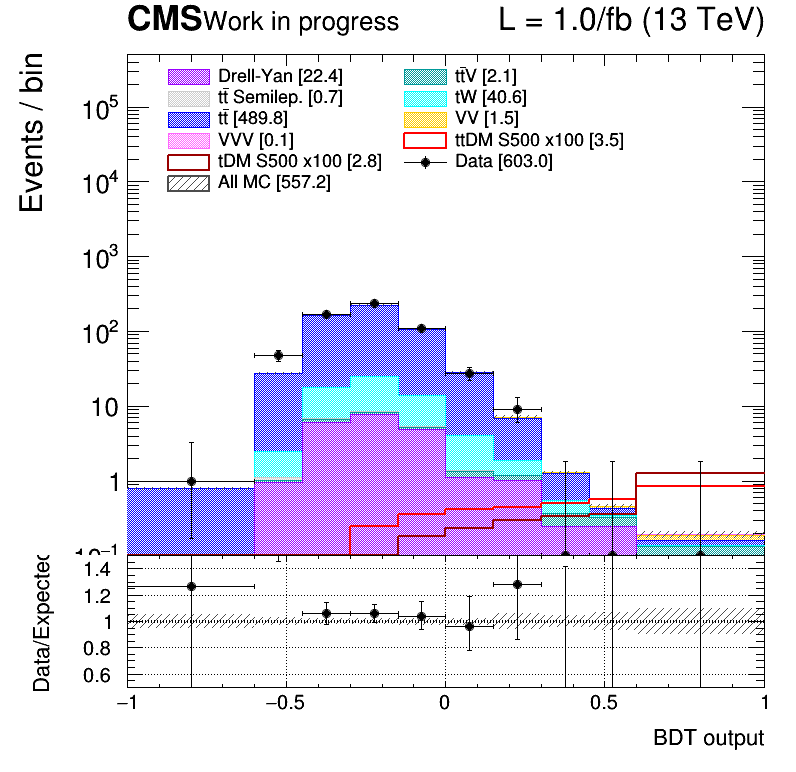 CMS Work in progress L = 1.0/fb (13 TeV)
Events / bin
Drell-Yan [22.4] tt̄V [2.1]
tt̄ Semilep. [0.7] tW [40.6]
tt̄ [489.8] VV [1.5]
VVV [0.1] ttDM S500 x100 [3.5]
tDM S500 x100 [2.8] Data [603.0]
All MC [557.2]
10⁵
10⁴
10³
10²
10
1
10⁻¹
Data/Expected
1.4
1.2
1
0.8
0.6
−1 −0.5 0 0.5 1
BDT output